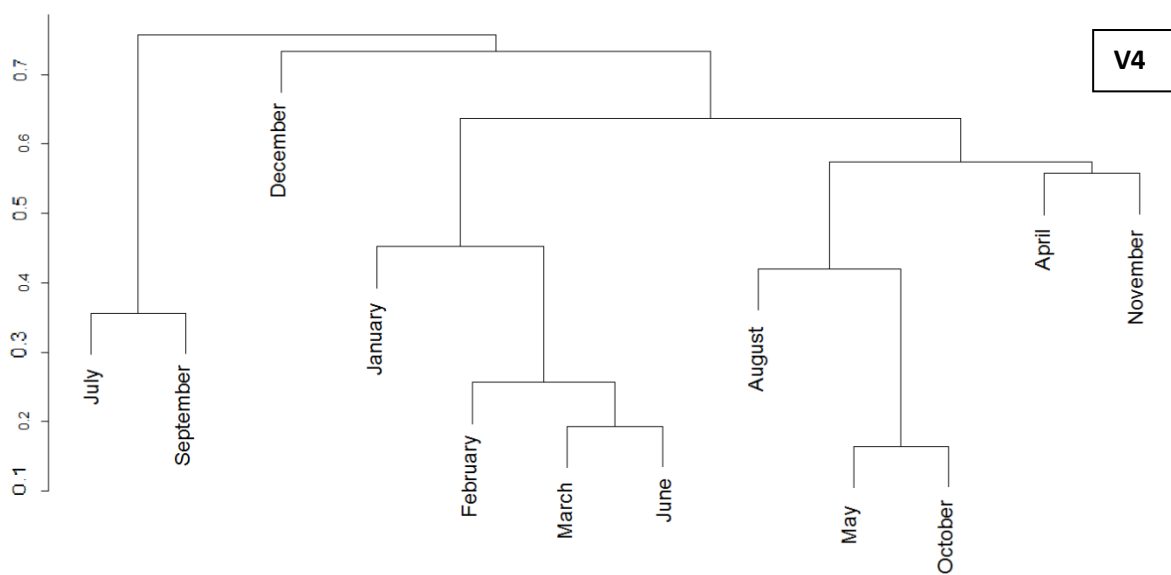 V4
0.7
0.6
0.5
0.4
0.3
0.2
0.1
July
September
December
January
February
March
June
August
May
October
April
November